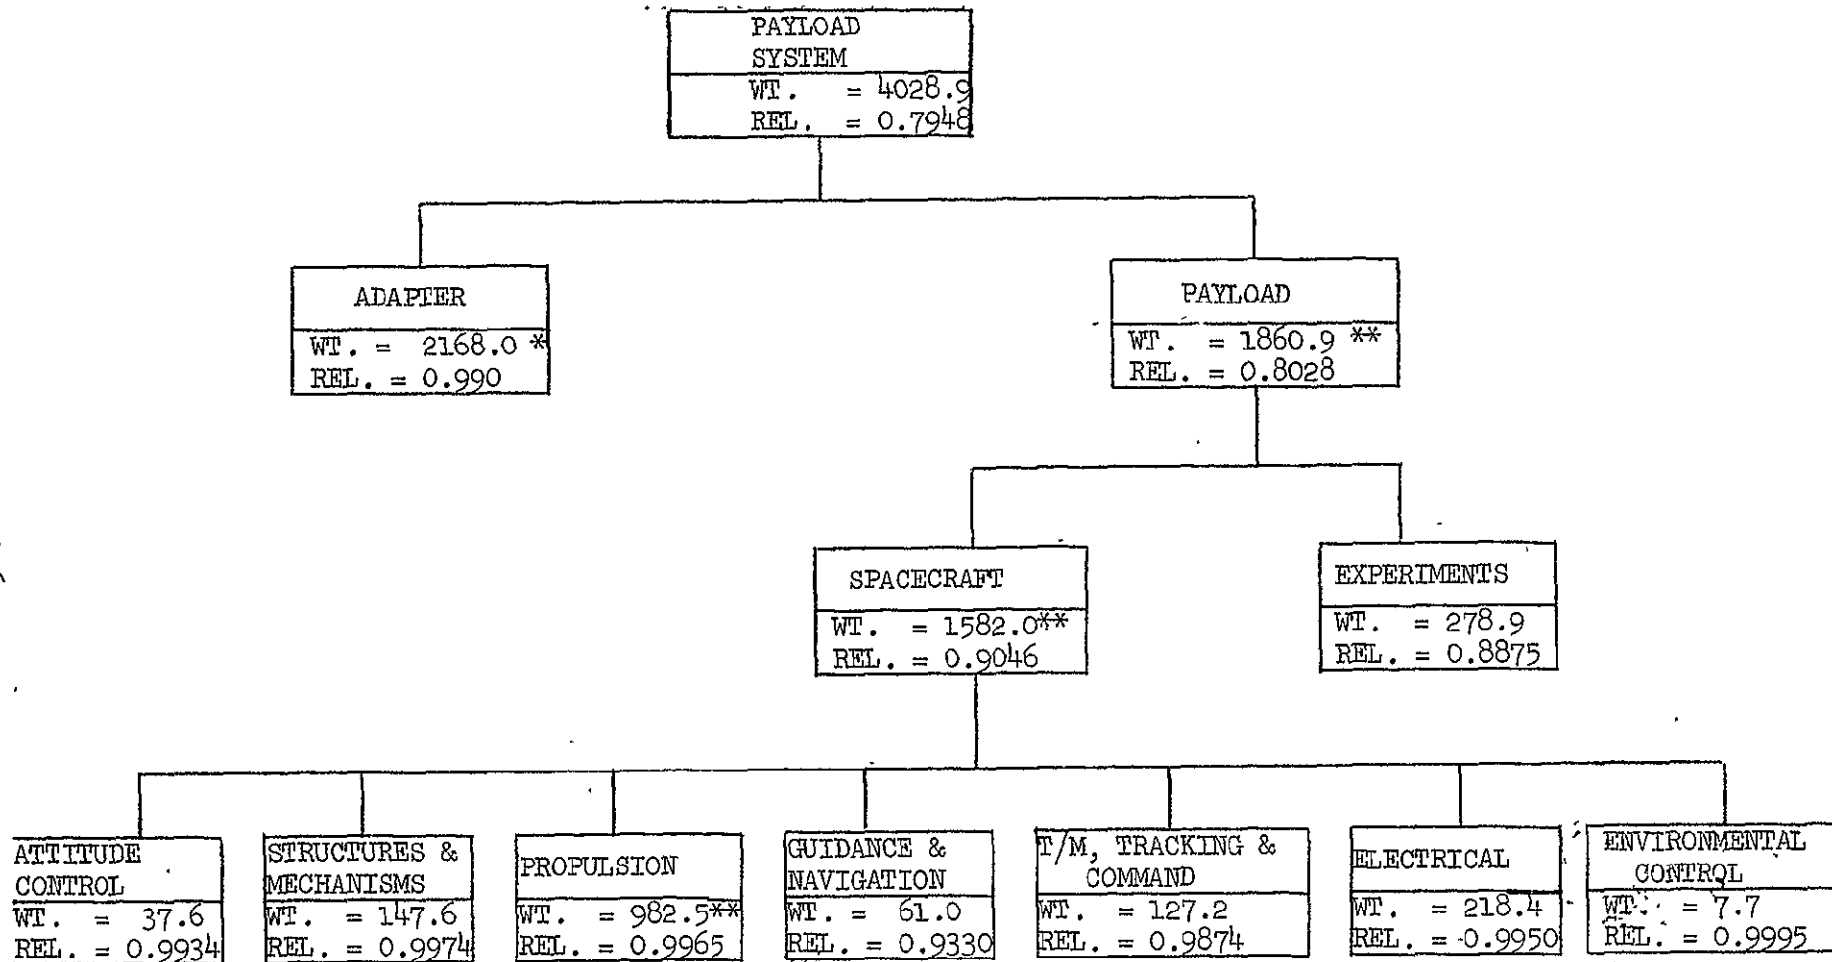 PAYLOAD
SYSTEM
WT. = 4028.9
REL. = 0.7948
ADAPTER
WT. = 2168.0 *
REL. = 0.990
PAYLOAD
WT. = 1860.9 **
REL. = 0.8028
SPACECRAFT
WT. = 1582.0**
REL. = 0.9046
EXPERIMENTS
WT. = 278.9
REL. = 0.8875
ATTITUDE
CONTROL
WT. = 37.6
REL. = 0.9934
STRUCTURES &
MECHANISMS
WT. = 147.6
REL. = 0.9974
PROPULSION
WT. = 982.5**
REL. = 0.9965
GUIDANCE &
NAVIGATION
WT. = 61.0
REL. = 0.9330
T/M, TRACKING &
COMMAND
WT. = 127.2
REL. = 0.9874
ELECTRICAL
WT. = 218.4
REL. = 0.9950
ENVIRONMENTAL
CONTROL
WT. = 7.7
REL. = 0.9995